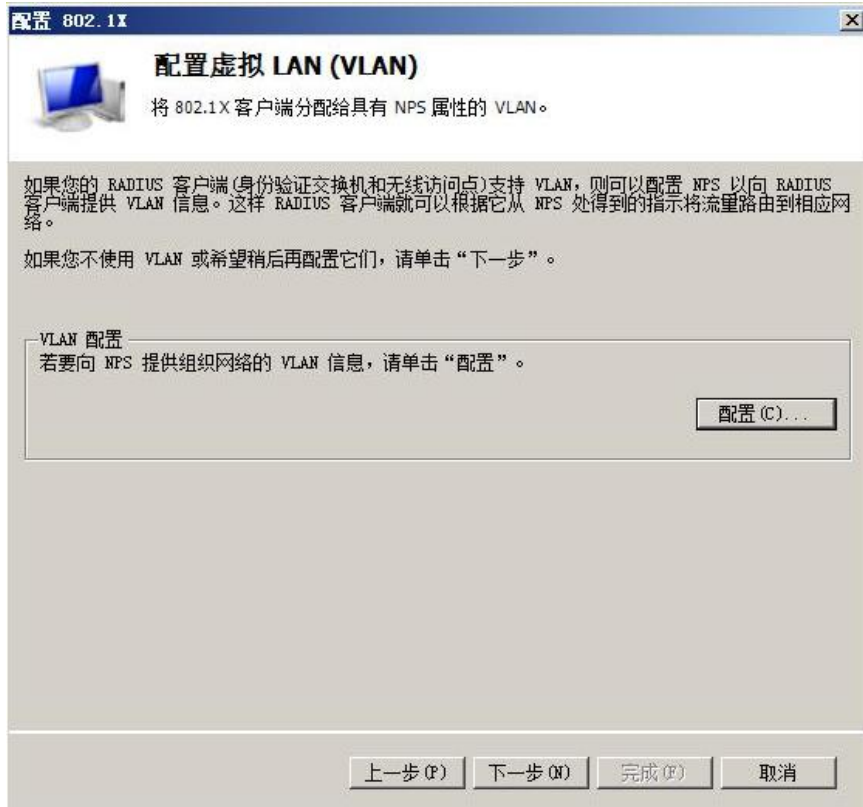 配置 802.1X
配置虚拟 LAN (VLAN)
将 802.1X 客户端分配给具有 NPS 属性的 VLAN。
如果您的 RADIUS 客户端(身份验证交换机和无线访问点)支持 VLAN，则可以配置 NPS 以向 RADIUS
客户端提供 VLAN 信息。这样 RADIUS 客户端就可以根据它从 NPS 处得到的指示将流量路由到相应网
络。
如果您不使用 VLAN 或希望稍后再配置它们，请单击“下一步”。
VLAN 配置
若要向 NPS 提供组织网络的 VLAN 信息，请单击“配置”。
配置(C)...
上一步(P) 下一步(N) 完成(F) 取消